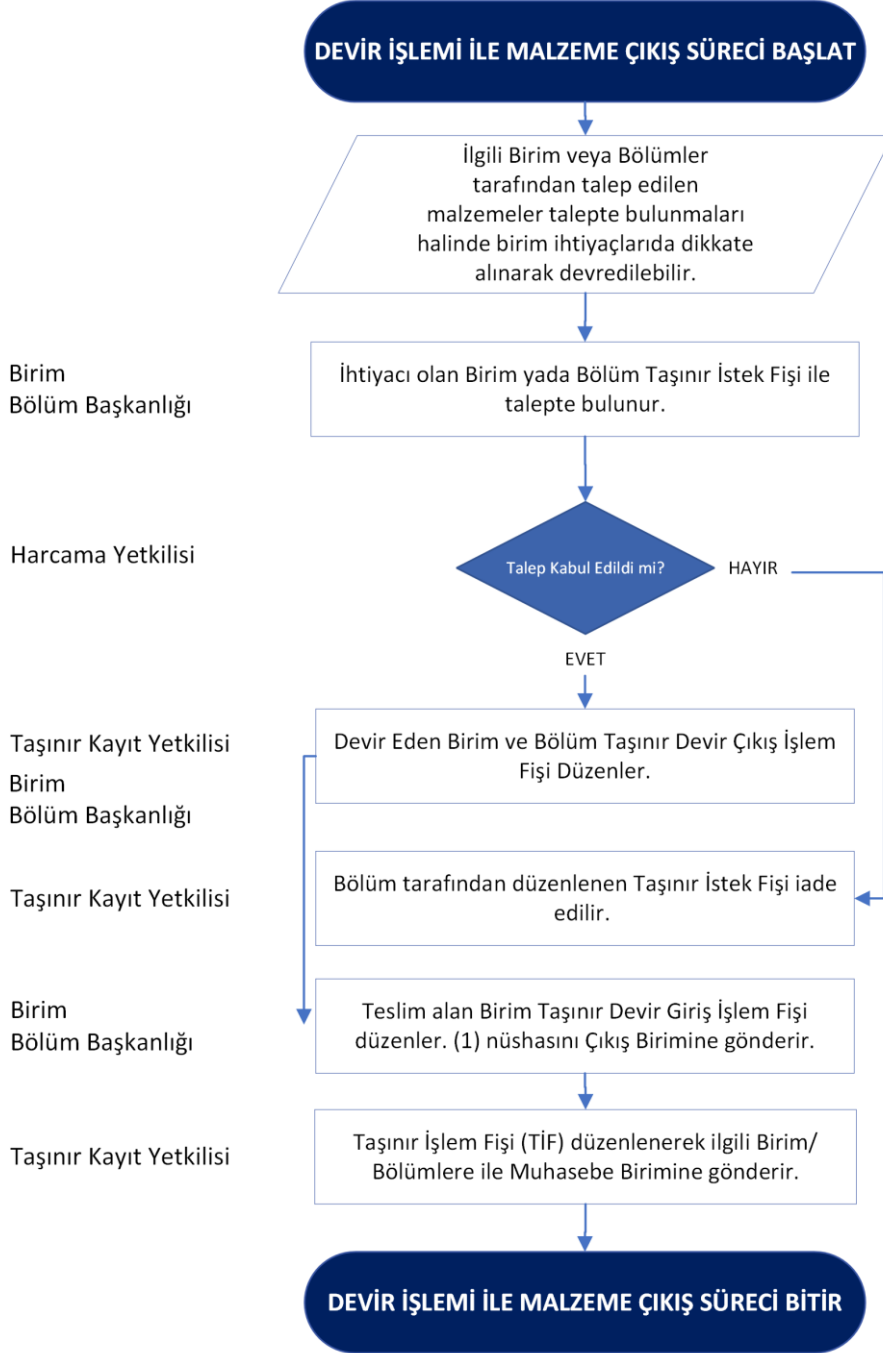 DEVİR İŞLEMİ İLE MALZEME ÇIKIŞ SÜRECİ BAŞLAT
İlgili Birim veya Bölümler
tarafından talep edilen
malzemeler talepte bulunmaları
halinde birim ihtiyaçlarıda dikkate
alınarak devredilebilir.
Birim
Bölüm Başkanlığı
İhtiyacı olan Birim yada Bölüm Taşınır İstek Fişi ile
talepte bulunur.
Harcama Yetkilisi
Talep Kabul Edildi mi?
HAYIR
EVET
Taşınır Kayıt Yetkilisi
Birim
Bölüm Başkanlığı
Devir Eden Birim ve Bölüm Taşınır Devir Çıkış İşlem
Fişi Düzenler.
Taşınır Kayıt Yetkilisi
Bölüm tarafından düzenlenen Taşınır İstek Fişi iade
edilir.
Birim
Bölüm Başkanlığı
Teslim alan Birim Taşınır Devir Giriş İşlem Fişi
düzenler. (1) nüshasını Çıkış Birimine gönderir.
Taşınır Kayıt Yetkilisi
Taşınır İşlem Fişi (TİF) düzenlenerek ilgili Birim/
Bölümlere ile Muhasebe Birimine gönderir.
DEVİR İŞLEMİ İLE MALZEME ÇIKIŞ SÜRECİ BİTİR